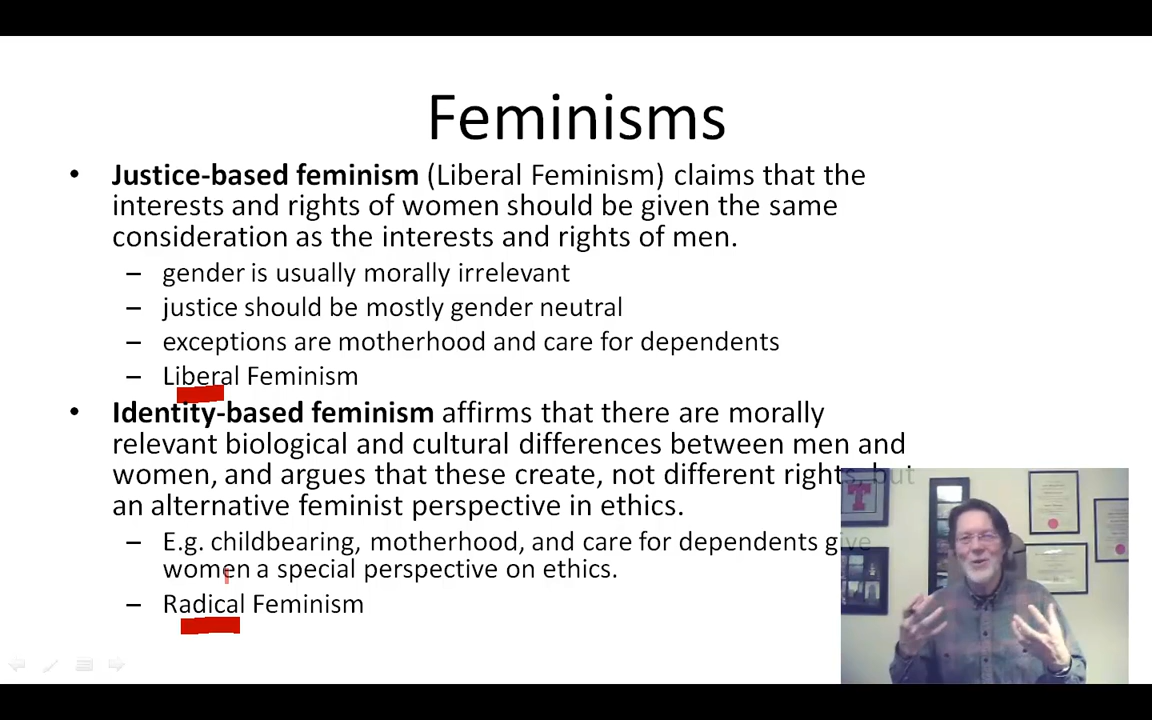 Feminisms
• Justice-based feminism (Liberal Feminism) claims that the
interests and rights of women should be given the same
consideration as the interests and rights of men.
– gender is usually morally irrelevant
– justice should be mostly gender neutral
– exceptions are motherhood and care for dependents
– Liberal Feminism
• Identity-based feminism affirms that there are morally
relevant biological and cultural differences between men and
women, and argues that these create, not different rights, but
an alternative feminist perspective in ethics.
– E.g. childbearing, motherhood, and care for dependents give
women a special perspective on ethics.
– Radical Feminism
T